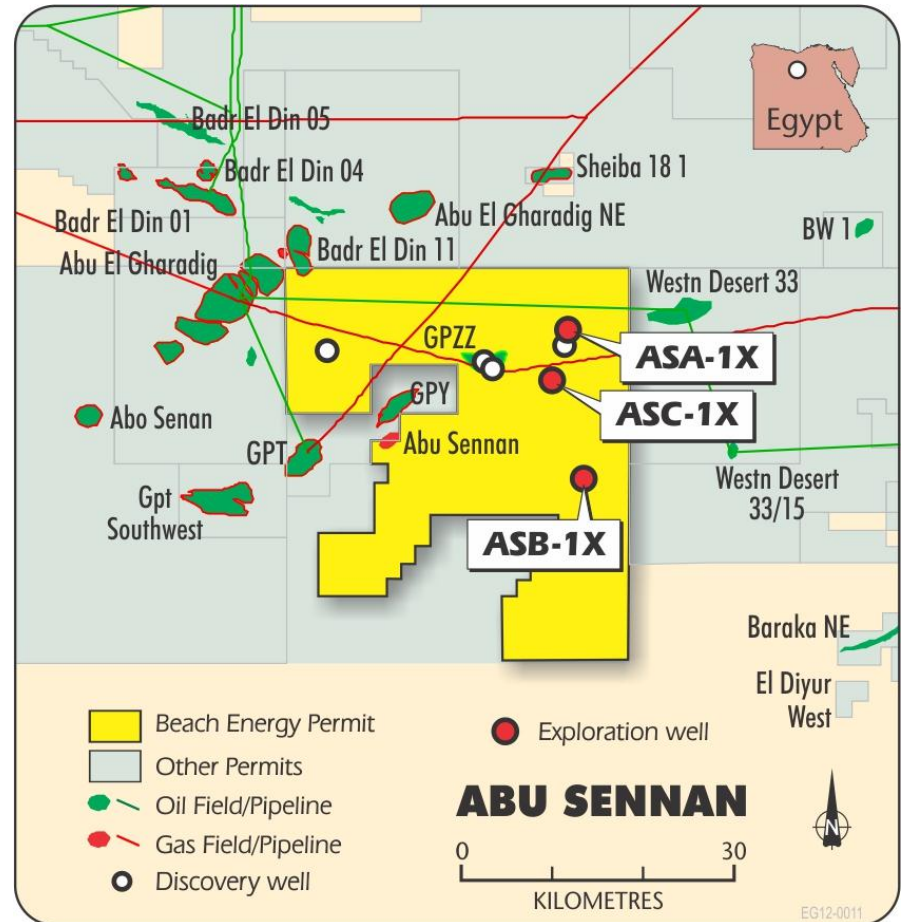 Badr El Din 05
Egypt
Badr El Din 04
Sheiba 18 1
Badr El Din 01
Abu El Gharadig NE
BW 1
Badr El Din 11
Abu El Gharadig
Westn Desert 33
GPZZ
ASA-1X
GPY
ASC-1X
Abo Senan
Abu Sennan
GPT
Westn Desert
33/15
Gpt
Southwest
ASB-1X
Baraka NE
El Diyur
West
Beach Energy Permit
Exploration well
Other Permits
Oil Field/Pipeline
ABU SENNAN
N
Gas Field/Pipeline
0 30
Discovery well
KILOMETRES
EG12-0011